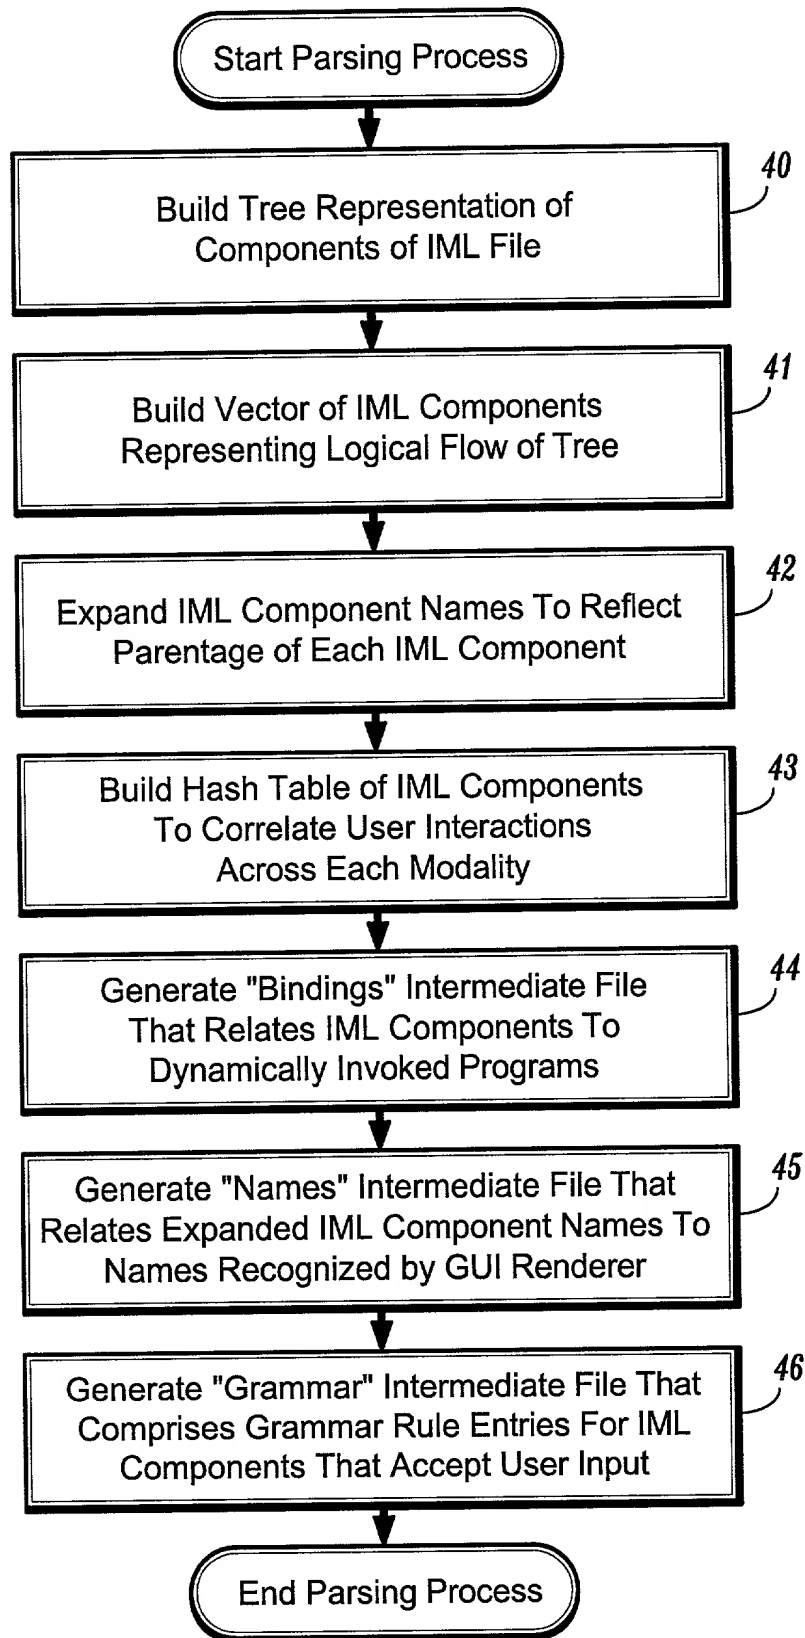 Start Parsing Process
40
Build Tree Representation of
Components of IML File
41
Build Vector of IML Components
Representing Logical Flow of Tree
42
Expand IML Component Names To Reflect
Parentage of Each IML Component
43
Build Hash Table of IML Components
To Correlate User Interactions
Across Each Modality
44
Generate "Bindings" Intermediate File
That Relates IML Components To
Dynamically Invoked Programs
45
Generate "Names" Intermediate File That
Relates Expanded IML Component Names To
Names Recognized by GUI Renderer
46
Generate "Grammar" Intermediate File That
Comprises Grammar Rule Entries For IML
Components That Accept User Input
End Parsing Process